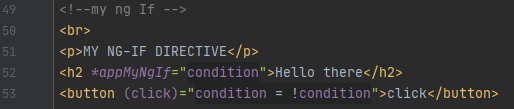 49 <!--my ng If -->
50 <br>
51 <p>MY NG-IF DIRECTIVE</p>
52 <h2 *appMyNgIf="condition">Hello there</h2>
53 <button (click)="condition = !condition">click</button>